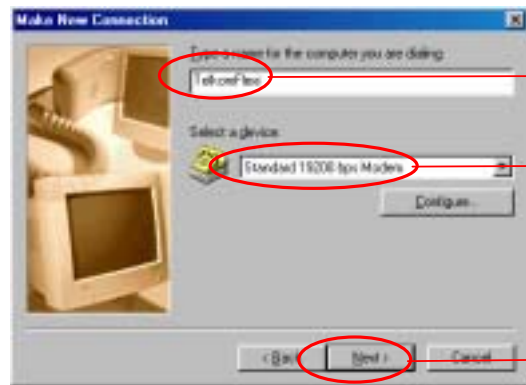 Make New Connection
Type a name for the computer you are dialing:
TelkomFlexi
Select a device:
Standard 19200 bps Modem
Configure...
< Back
Next >
Cancel